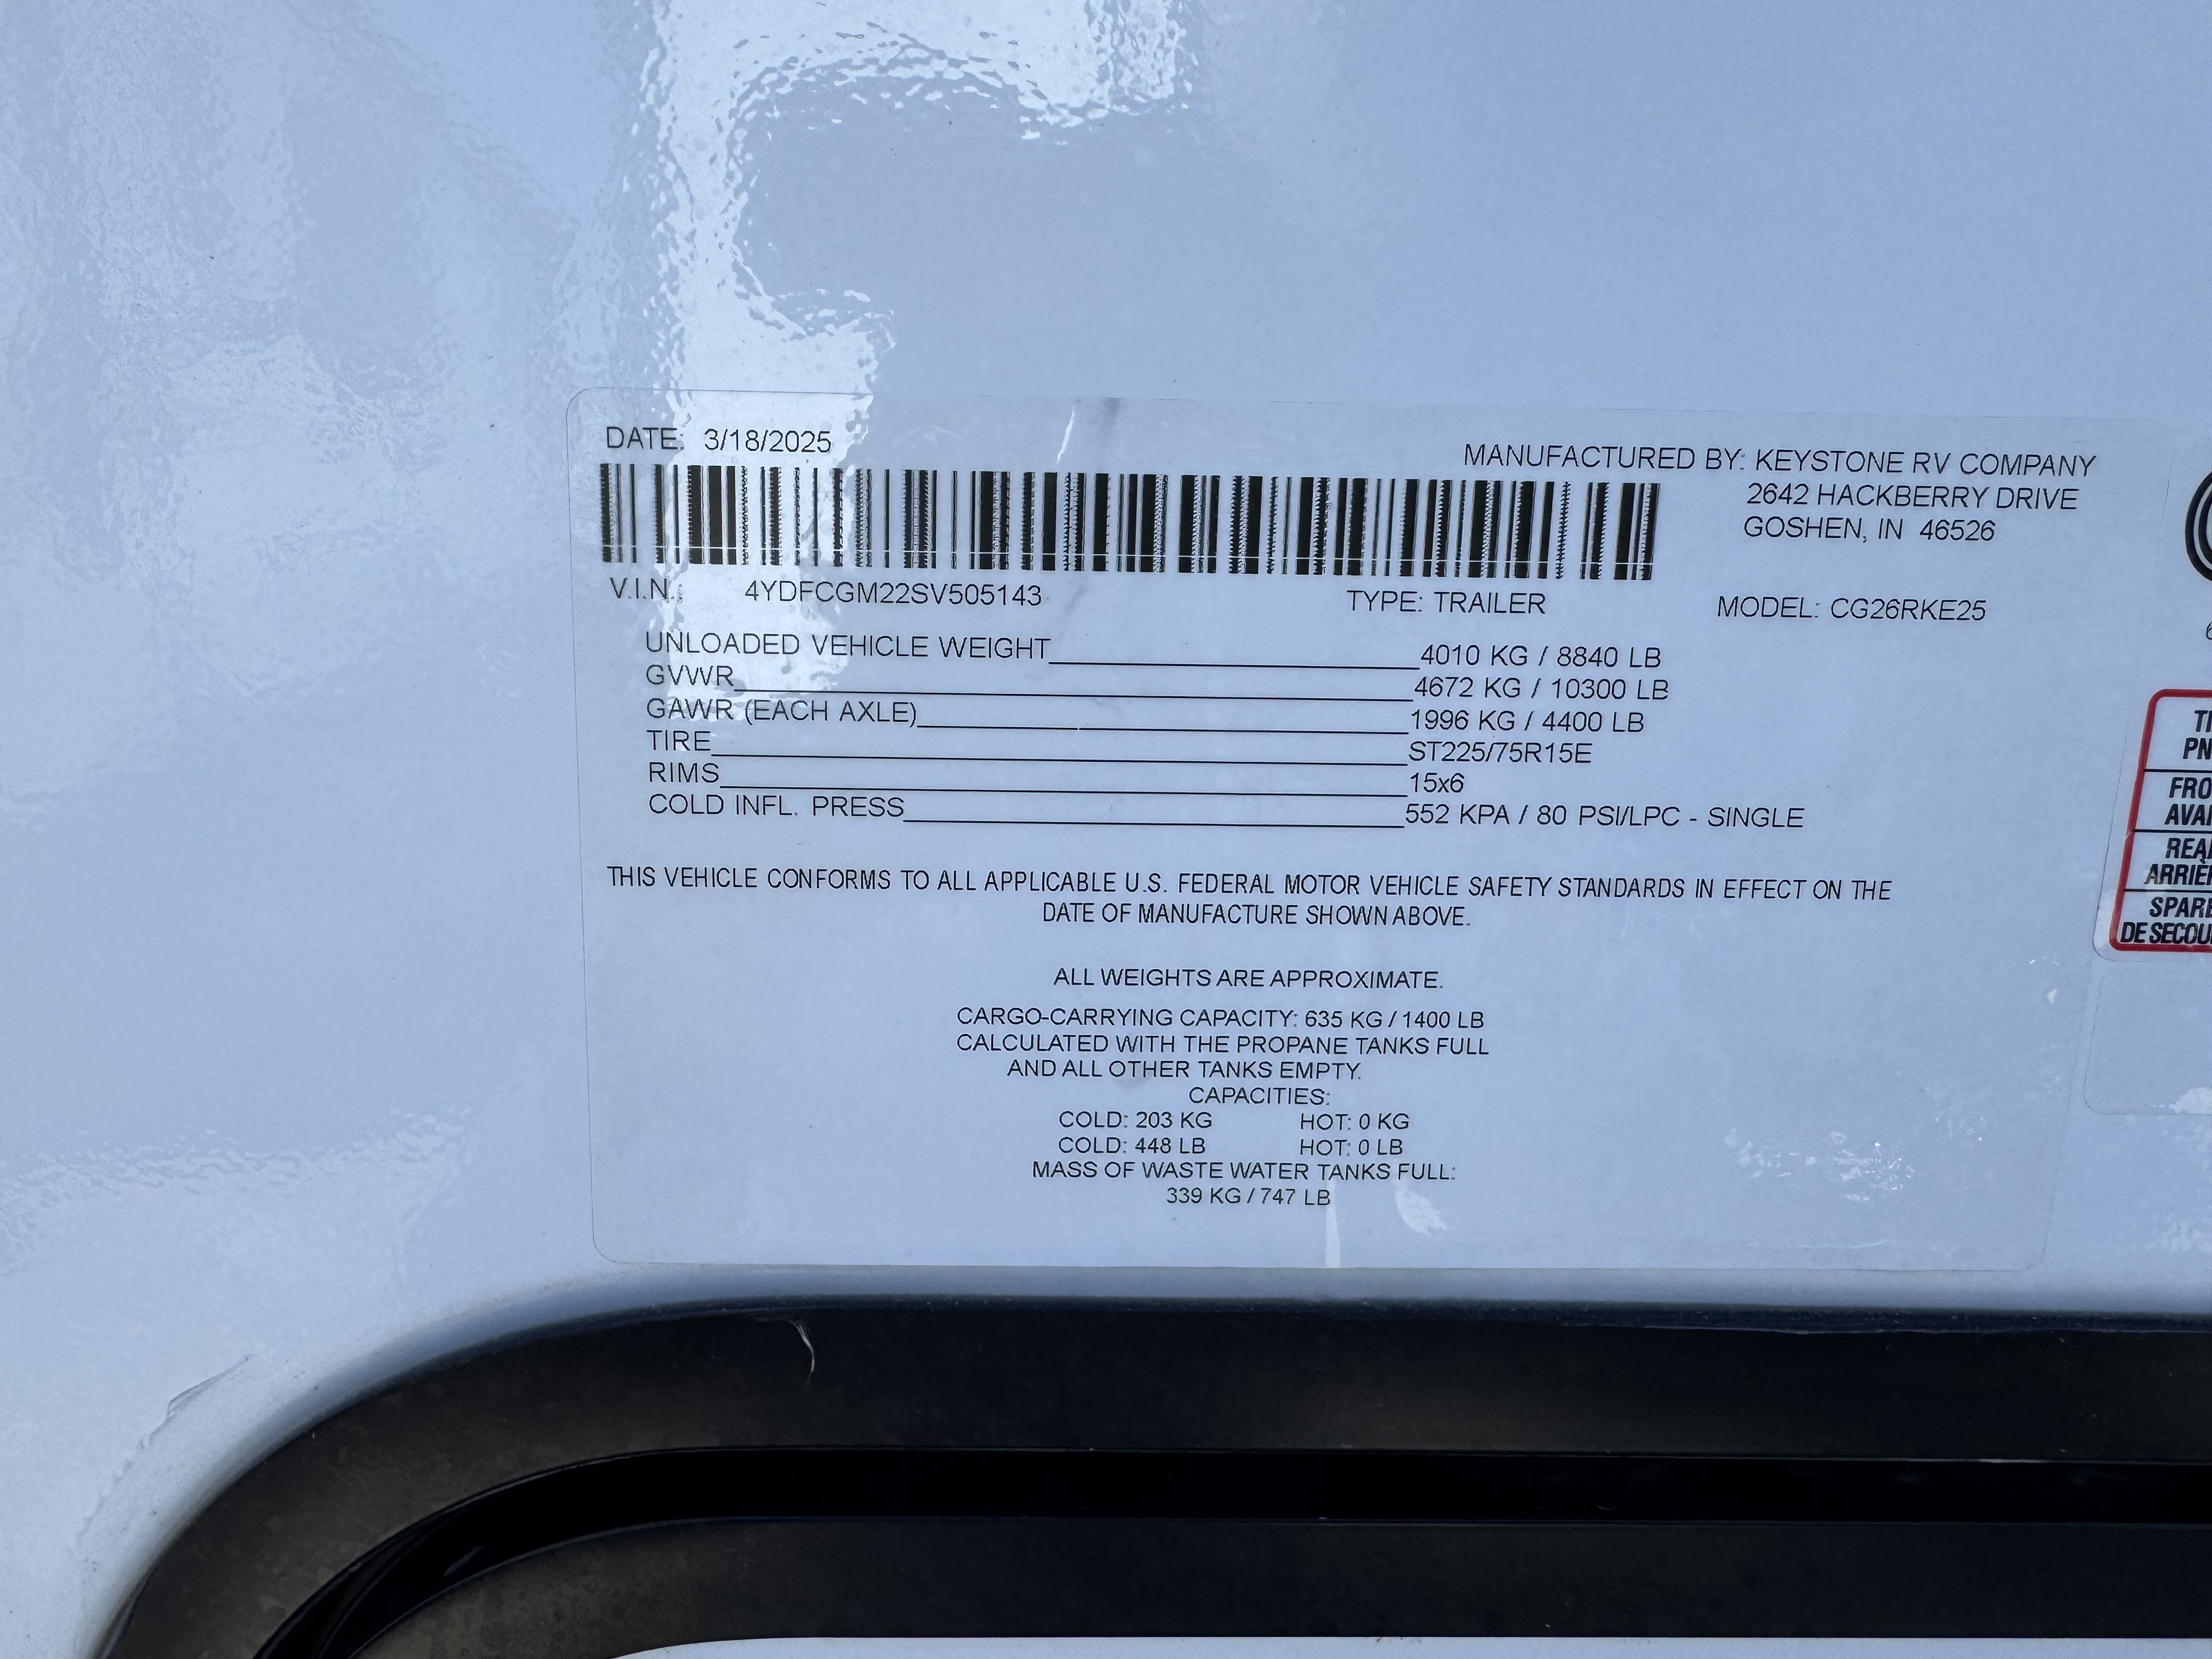 DATE: 3/18/2025
MANUFACTURED BY: KEYSTONE RV COMPANY
2642 HACKBERRY DRIVE
GOSHEN, IN 46526
V.I.N.: 4YDFCGM22SV505143 TYPE: TRAILER MODEL: CG26RKE25
UNLOADED VEHICLE WEIGHT 4010 KG / 8840 LB
GVWR 4672 KG / 10300 LB
GAWR (EACH AXLE) 1996 KG / 4400 LB
TIRE ST225/75R15E
RIMS 15x6
COLD INFL. PRESS 552 KPA / 80 PSI/LPC - SINGLE
THIS VEHICLE CONFORMS TO ALL APPLICABLE U.S. FEDERAL MOTOR VEHICLE SAFETY STANDARDS IN EFFECT ON THE
DATE OF MANUFACTURE SHOWN ABOVE.
ALL WEIGHTS ARE APPROXIMATE.
CARGO-CARRYING CAPACITY: 635 KG / 1400 LB
CALCULATED WITH THE PROPANE TANKS FULL
AND ALL OTHER TANKS EMPTY.
CAPACITIES:
COLD: 203 KG HOT: 0 KG
COLD: 448 LB HOT: 0 LB
MASS OF WASTE WATER TANKS FULL:
339 KG / 747 LB